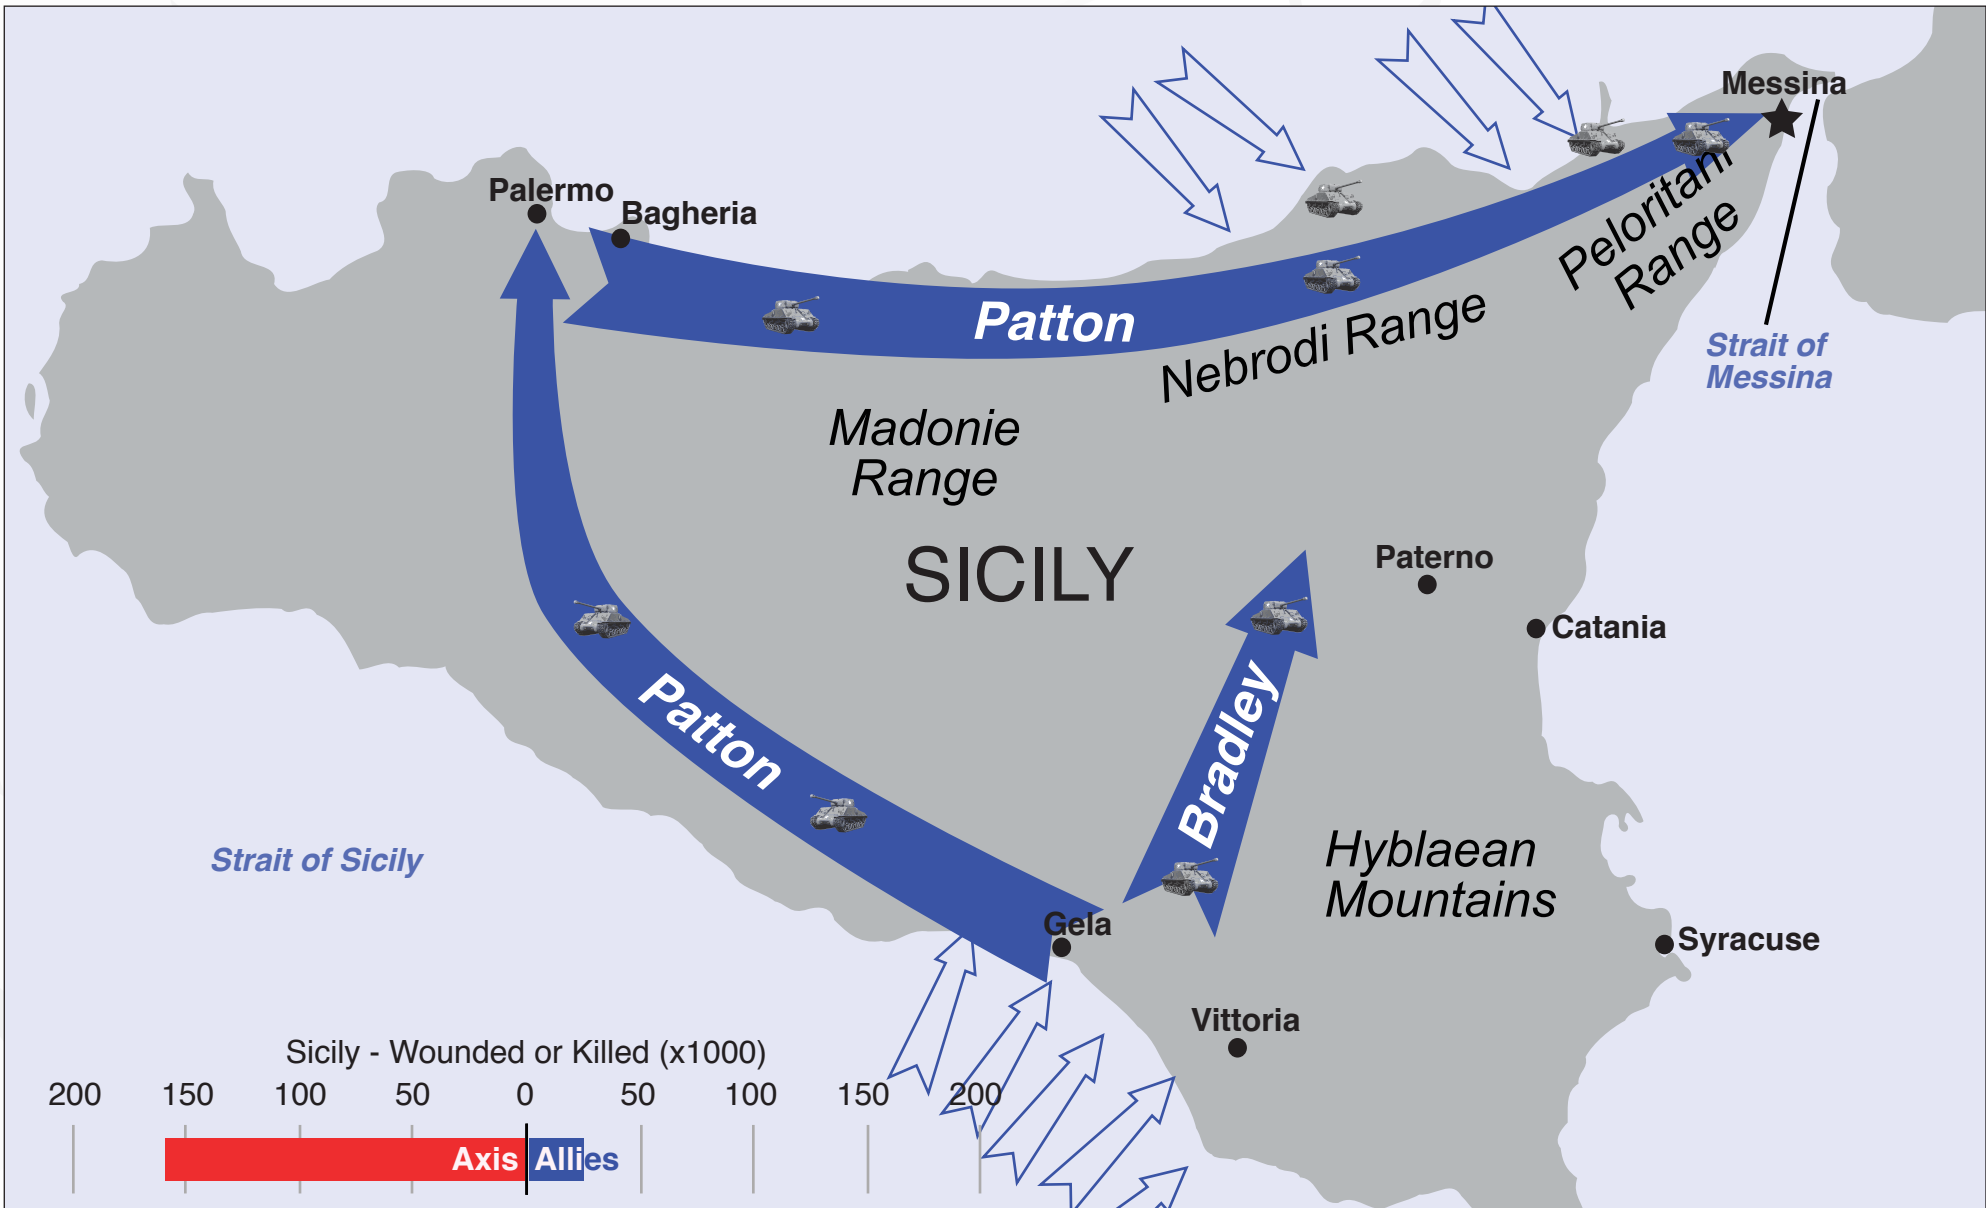 Messina
Palermo
Bagheria
Peloritani
Range
Patton
Nebrodi Range
Strait of
Messina
Madonie
Range
SICILY
Paterno
Catania
Patton
Bradley
Hyblaean
Mountains
Strait of Sicily
Gela
Syracuse
Vittoria
Sicily - Wounded or Killed (x1000)
200 150 100 50 0 50 100 150 200
Axis Allies